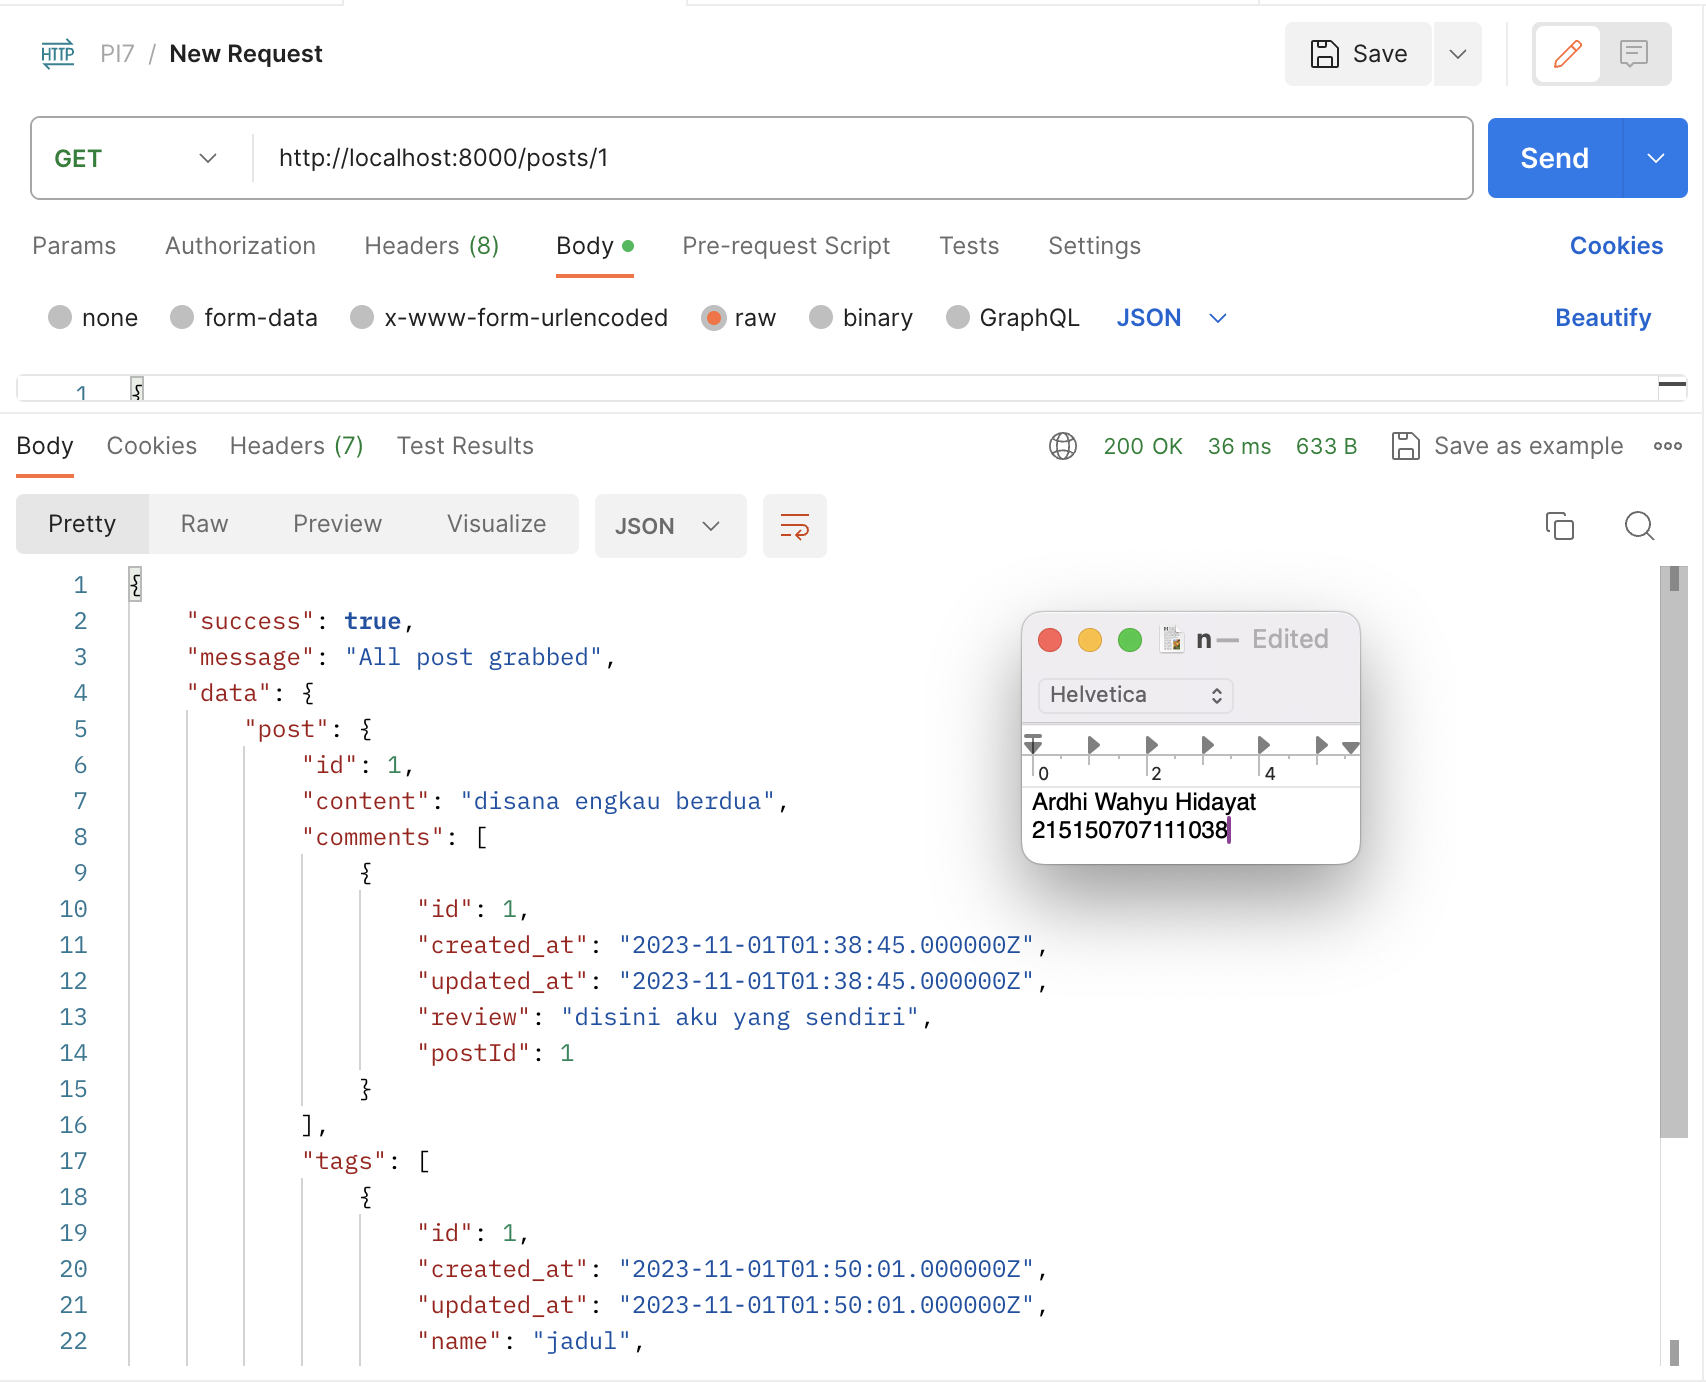 HTTP PI7 / New Request Save
GET http://localhost:8000/posts/1 Send
Params Authorization Headers (8) Body Pre-request Script Tests Settings Cookies
none form-data x-www-form-urlencoded raw binary GraphQL JSON Beautify
1 {
Body Cookies Headers (7) Test Results 200 OK 36 ms 633 B Save as example
Pretty Raw Preview Visualize JSON
1 {
2 "success": true,
3 "message": "All post grabbed",
4 "data": {
5 "post": {
6 "id": 1,
7 "content": "disana engkau berdua",
8 "comments": [
9 {
10 "id": 1,
11 "created_at": "2023-11-01T01:38:45.000000Z",
12 "updated_at": "2023-11-01T01:38:45.000000Z",
13 "review": "disini aku yang sendiri",
14 "postId": 1
15 }
16 ],
17 "tags": [
18 {
19 "id": 1,
20 "created_at": "2023-11-01T01:50:01.000000Z",
21 "updated_at": "2023-11-01T01:50:01.000000Z",
22 "name": "jadul",
n — Edited
Helvetica
0 2 4
Ardhi Wahyu Hidayat
215150707111038